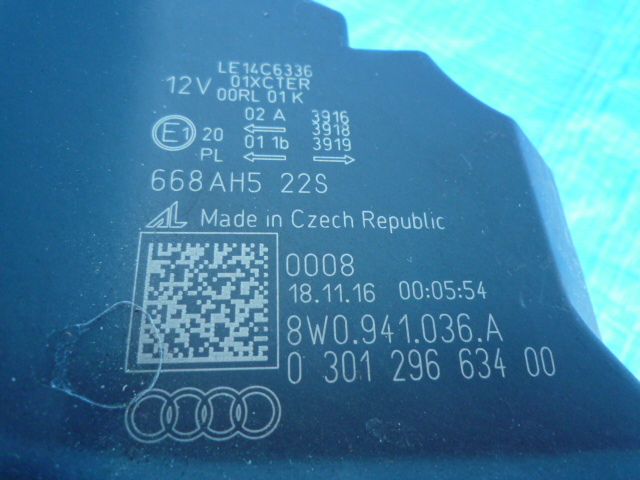 LE14C6336
12V 01XCTER
00RL 01K
02 A 3916
E1 20 3918
01 1b 3919
PL
668AH5 22S
AL Made in Czech Republic
0008
18.11.16 00:05:54
8W0.941.036.A
0 301 296 634 00